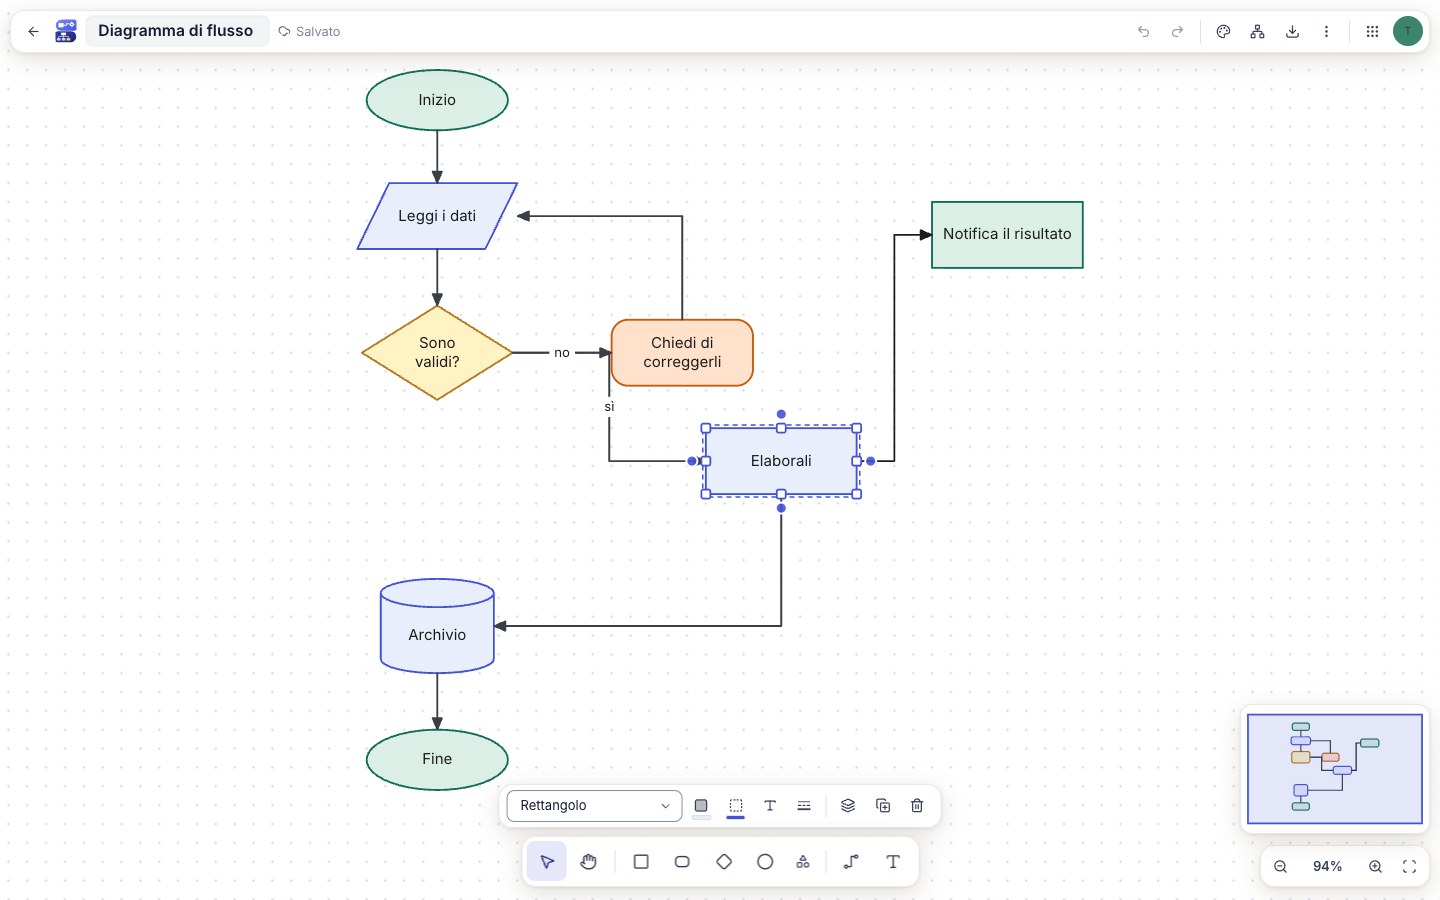 Diagramma di flusso
Salvato
T
Inizio
Leggi i dati
Notifica il risultato
Sono
validi?
no
Chiedi di
correggerli
sì
Elaborali
Archivio
Fine
Rettangolo
94%